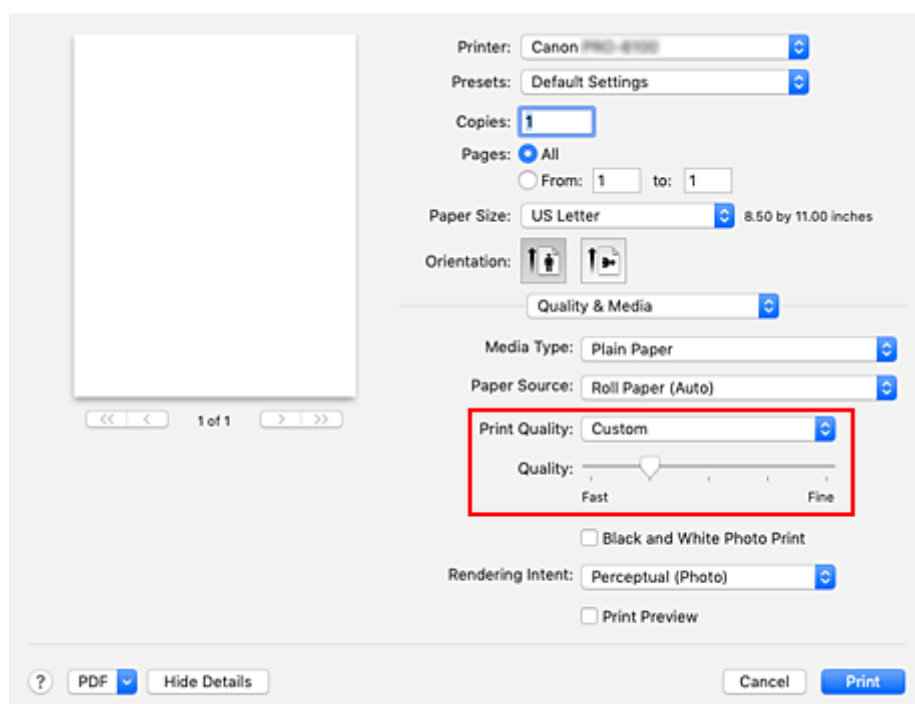 Printer: Canon
Presets: Default Settings
Copies: 1
Pages: All
From: 1 to: 1
Paper Size: US Letter 8.50 by 11.00 inches
Orientation:
Quality & Media
Media Type: Plain Paper
Paper Source: Roll Paper (Auto)
<< < 1 of 1 > >>
Print Quality: Custom
Quality:
Fast Fine
Black and White Photo Print
Rendering Intent: Perceptual (Photo)
Print Preview
? PDF Hide Details Cancel Print